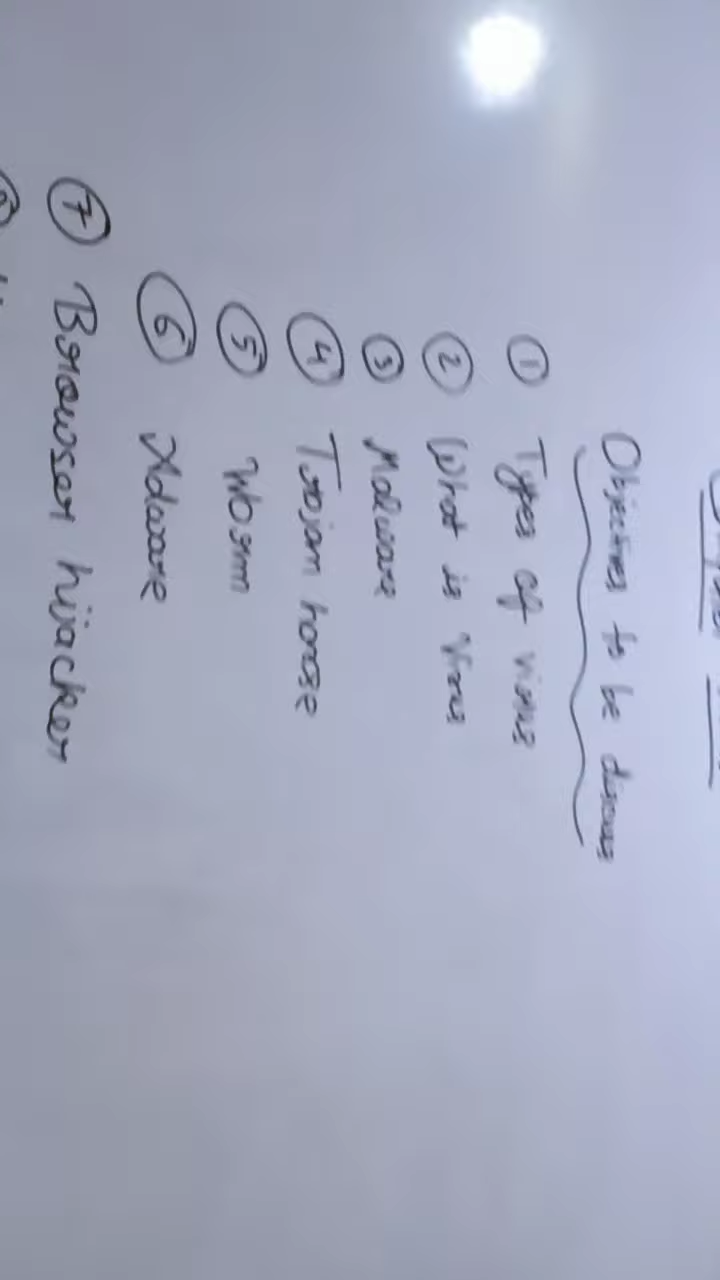 Objectives to be discuss
① Types of virus
② What is Virus
③ Malware
④ Trojan horse
⑤ Worm
⑥ Adware
⑦ Browser hijacker